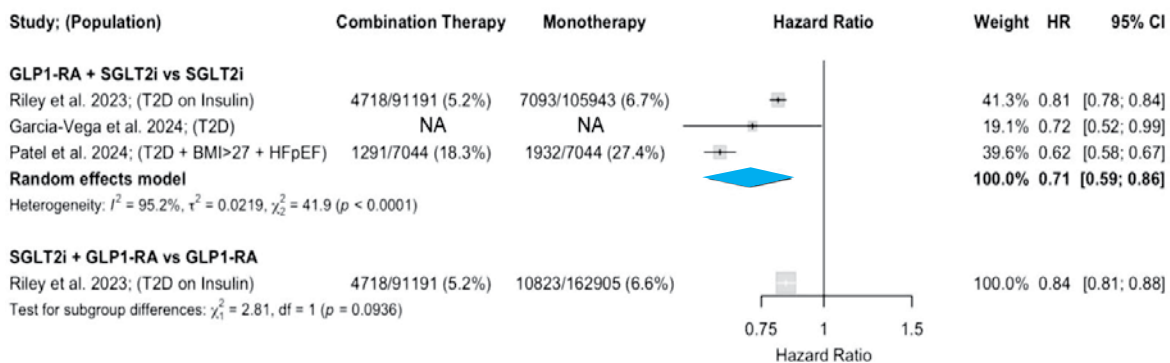 Study; (Population) Combination Therapy Monotherapy Hazard Ratio Weight HR 95% CI
GLP1-RA + SGLT2i vs SGLT2i
Riley et al. 2023; (T2D on Insulin) 4718/91191 (5.2%) 7093/105943 (6.7%) 41.3% 0.81 [0.78; 0.84]
Garcia-Vega et al. 2024; (T2D) NA NA 19.1% 0.72 [0.52; 0.99]
Patel et al. 2024; (T2D + BMI>27 + HFpEF) 1291/7044 (18.3%) 1932/7044 (27.4%) 39.6% 0.62 [0.58; 0.67]
Random effects model 100.0% 0.71 [0.59; 0.86]
Heterogeneity: I² = 95.2%, τ² = 0.0219, χ²₂ = 41.9 (p < 0.0001)
SGLT2i + GLP1-RA vs GLP1-RA
Riley et al. 2023; (T2D on Insulin) 4718/91191 (5.2%) 10823/162905 (6.6%) 100.0% 0.84 [0.81; 0.88]
Test for subgroup differences: χ²₁ = 2.81, df = 1 (p = 0.0936)
0.75 1 1.5
Hazard Ratio